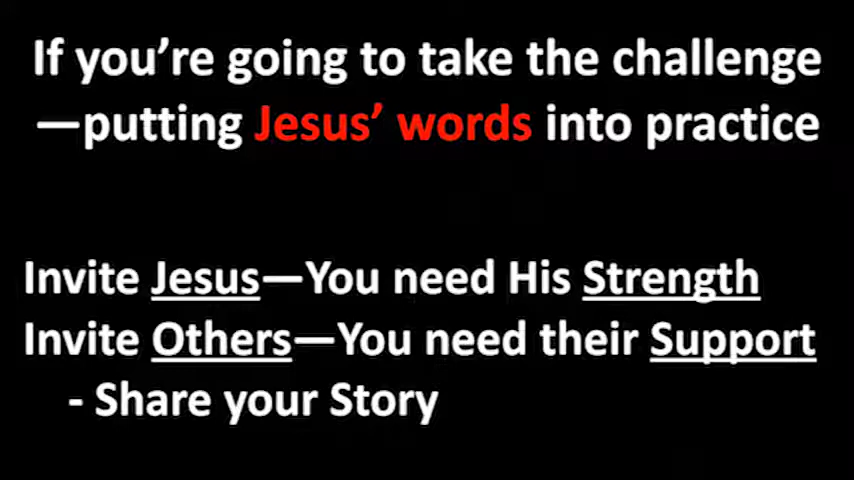 If you’re going to take the challenge
—putting Jesus’ words into practice
Invite Jesus—You need His Strength
Invite Others—You need their Support
- Share your Story